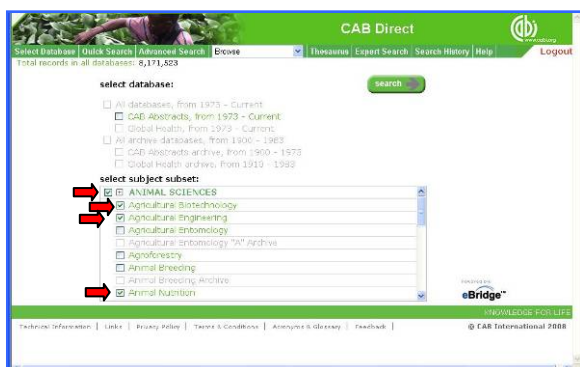 CAB Direct
www.cabi.org
Select Database | Quick Search | Advanced Search | Browse | Thesaurus | Expert Search | Search History | Help | Logout
Total records in all databases: 8,171,523
select database:
search
All databases, from 1973 - Current
CAB Abstracts, from 1973 - Current
Global Health, from 1973 - Current
All archive databases, from 1900 - 1983
CAB Abstracts archive, from 1900 - 1973
Global Health archive, from 1910 - 1983
select subject subset:
ANIMAL SCIENCES
Agricultural Biotechnology
Agricultural Engineering
Agricultural Entomology
Agricultural Entomology "A" Archive
Agroforestry
Animal Breeding
Animal Breeding Archive
Animal Nutrition
eBridge™
KNOWLEDGE FOR LIFE
Technical Information | Links | Privacy Policy | Terms & Conditions | Acronyms & Glossary | Feedback |
© CAB International 2008